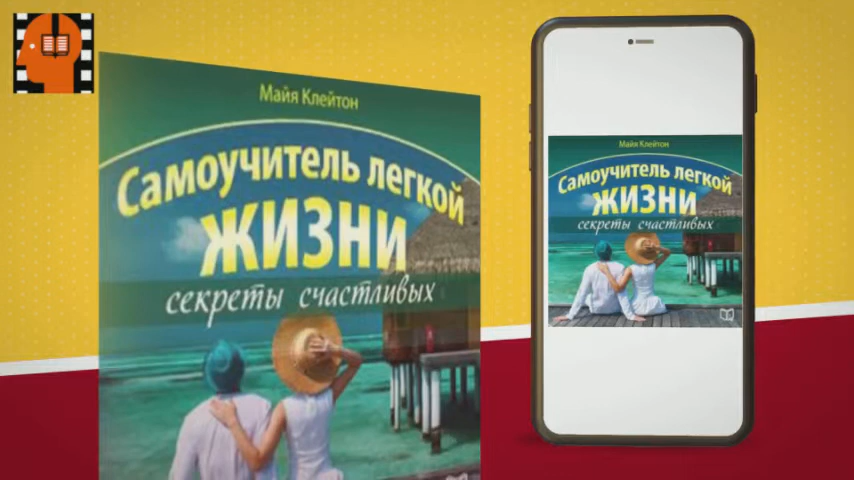 Майя Клейтон
Самоучитель легкой
жизни
секреты счастливых
Майя Клейтон
Самоучитель легкой
жизни
секреты счастливых